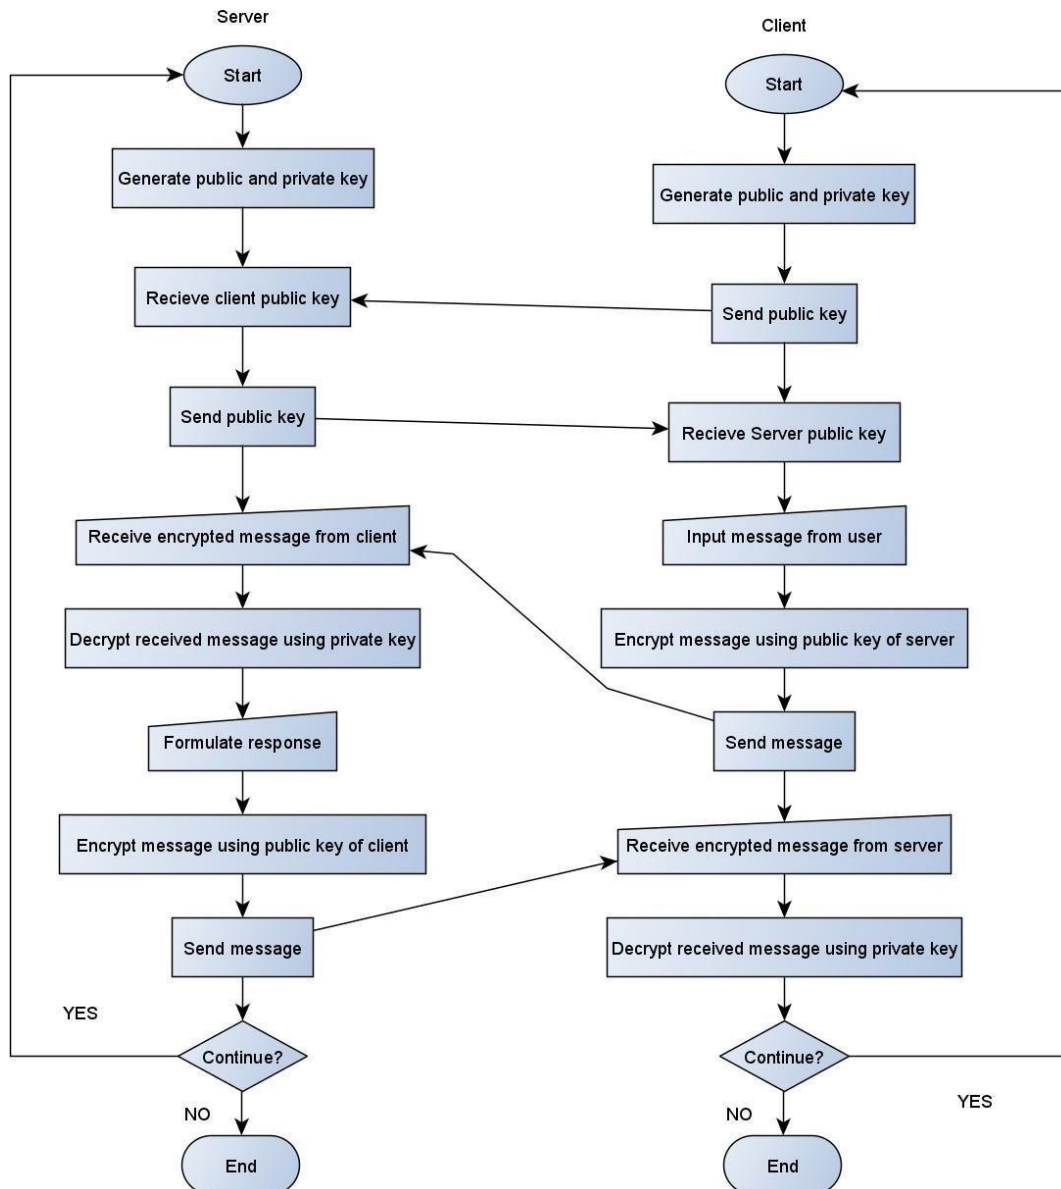 Server
Start
Generate public and private key
Recieve client public key
Send public key
Receive encrypted message from client
Decrypt received message using private key
Formulate response
Encrypt message using public key of client
Send message
YES
Continue?
NO
End
Client
Start
Generate public and private key
Send public key
Recieve Server public key
Input message from user
Encrypt message using public key of server
Send message
Receive encrypted message from server
Decrypt received message using private key
Continue?
YES
NO
End